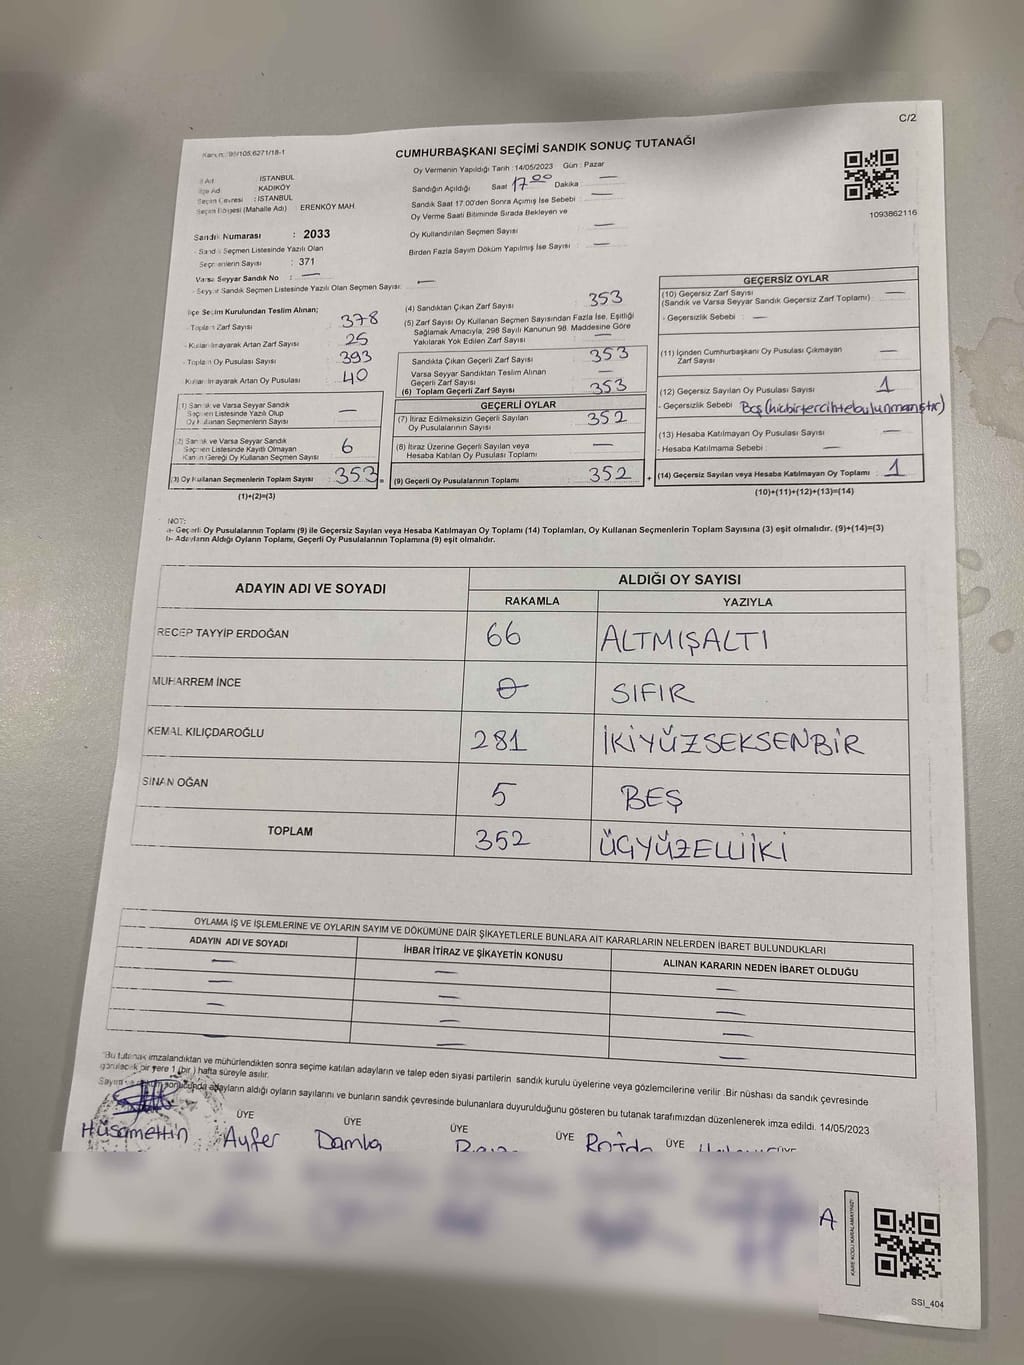 C/2
CUMHURBAŞKANI SEÇİMİ SANDIK SONUÇ TUTANAĞI
İl Adı : İSTANBUL
İlçe Adı : KADIKÖY
Seçim Çevresi : İSTANBUL
Seçim Bölgesi (Mahalle Adı) : ERENKÖY MAH.
Oy Vermenin Yapıldığı Tarih : 14/05/2023 Gün : Pazar
Sandığın Açıldığı Saat 17.00 Dakika : —
Sandık Saat 17.00'den Sonra Açımış İse Sebebi : —
Oy Verme Saati Bitiminde Sırada Bekleyen ve
Oy Kullandırılan Seçmen Sayısı : —
Birden Fazla Sayım Döküm Yapılmış İse Sayısı : —
1093862116
Sandık Numarası : 2033
- Sandık Seçmen Listesinde Yazılı Olan
Seçmenlerin Sayısı : 371
Varsa Seyyar Sandık No : —
- Seyyar Sandık Seçmen Listesinde Yazılı Olan Seçmen Sayısı: —
İlçe Seçim Kurulundan Teslim Alınan;
- Toplam Zarf Sayısı 378
- Kullanılmayarak Artan Zarf Sayısı 25
- Toplam Oy Pusulası Sayısı 393
Kullanılmayarak Artan Oy Pusulası 40
(1) Sandık ve Varsa Seyyar Sandık
Seçmen Listesinde Yazılı Olup
Oy Kullanan Seçmenlerin Sayısı —
(2) Sandık ve Varsa Seyyar Sandık
Seçmen Listesinde Kayıtlı Olmayan
Kanun Gereği Oy Kullanan Seçmen Sayısı 6
(3) Oy Kullanan Seçmenlerin Toplam Sayısı 353 =
(1)+(2)=(3)
(4) Sandıktan Çıkan Zarf Sayısı 353
(5) Zarf Sayısı Oy Kullanan Seçmen Sayısından Fazla İse, Eşitliği
Sağlamak Amacıyla, 298 Sayılı Kanunun 98. Maddesine Göre
Yakılarak Yok Edilen Zarf Sayısı —
Sandıkta Çıkan Geçerli Zarf Sayısı 353
Varsa Seyyar Sandıktan Teslim Alınan
Geçerli Zarf Sayısı —
(6) Toplam Geçerli Zarf Sayısı 353
GEÇERLİ OYLAR
(7) İtiraz Edilmeksizin Geçerli Sayılan
Oy Pusulalarının Sayısı 352
(8) İtiraz Üzerine Geçerli Sayılan veya
Hesaba Katılan Oy Pusulası Toplamı —
(9) Geçerli Oy Pusulalarının Toplamı 352 +
GEÇERSİZ OYLAR
(10) Geçersiz Zarf Sayısı
(Sandık ve Varsa Seyyar Sandık Geçersiz Zarf Toplamı) —
- Geçersizlik Sebebi : —
(11) İçinden Cumhurbaşkanı Oy Pusulası Çıkmayan
Zarf Sayısı —
(12) Geçersiz Sayılan Oy Pusulası Sayısı 1
- Geçersizlik Sebebi : Boş (hiçbirtercihtebulunmamıştır)
(13) Hesaba Katılmayan Oy Pusulası Sayısı —
- Hesaba Katılmama Sebebi : —
(14) Geçersiz Sayılan veya Hesaba Katılmayan Oy Toplamı : 1
(10)+(11)+(12)+(13)=(14)
NOT:
a- Geçerli Oy Pusulalarının Toplamı (9) ile Geçersiz Sayılan veya Hesaba Katılmayan Oy Toplamı (14) Toplamları, Oy Kullanan Seçmenlerin Toplam Sayısına (3) eşit olmalıdır. (9)+(14)=(3)
b- Adayların Aldığı Oyların Toplamı, Geçerli Oy Pusulalarının Toplamına (9) eşit olmalıdır.
ADAYIN ADI VE SOYADI ALDIĞI OY SAYISI
RAKAMLA YAZIYLA
RECEP TAYYİP ERDOĞAN 66 ALTMIŞALTI
MUHARREM İNCE 0 SIFIR
KEMAL KILIÇDAROĞLU 281 İKİYÜZSEKSENBİR
SİNAN OĞAN 5 BEŞ
TOPLAM 352 ÜÇYÜZELLİİKİ
OYLAMA İŞ VE İŞLEMLERİNE VE OYLARIN SAYIM VE DÖKÜMÜNE DAİR ŞİKAYETLERLE BUNLARA AİT KARARLARIN NELERDEN İBARET BULUNDUKLARI
ADAYIN ADI VE SOYADI İHBAR İTİRAZ VE ŞİKAYETİN KONUSU ALINAN KARARIN NEDEN İBARET OLDUĞU
— — —
— — —
— — —
— — —
"Bu tutanak imzalandıktan ve mühürlendikten sonra seçime katılan adayların ve talep eden siyasi partilerin sandık kurulu üyelerine veya gözlemcilerine verilir .Bir nüshası da sandık çevresinde
görülecek bir yere 1 (bir) hafta süreyle asılır.
sonucunda adayların aldığı oyların sayılarını ve bunların sandık çevresinde bulunanlara duyurulduğunu gösteren bu tutanak tarafımızdan düzenlenerek imza edildi. 14/05/2023
ÜYE ÜYE ÜYE ÜYE ÜYE ÜYE
Hüsamettin Ayfer Damla
A
KARE KODU KARALAMAYINIZ
SSI_404